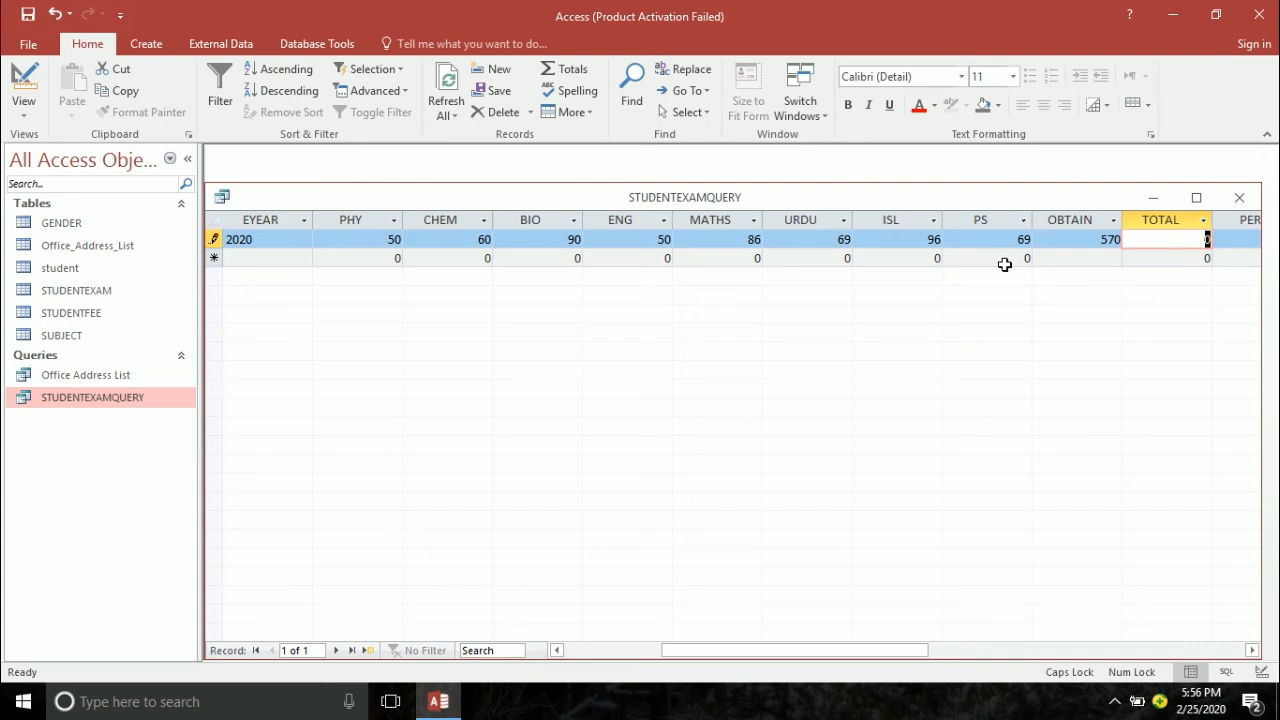 Access (Product Activation Failed)
?
File Home Create External Data Database Tools Tell me what you want to do... Sign in
View
Views
Paste
Cut
Copy
Format Painter
Clipboard
Filter
Ascending
Descending
Remove Sort
Selection
Advanced
Toggle Filter
Sort & Filter
Refresh
All
New
Save
Delete
Totals
Spelling
More
Records
Find
Replace
Go To
Select
Find
Size to
Fit Form
Switch
Windows
Window
Calibri (Detail) 11
B I U A
Text Formatting
All Access Obje...
Search..
Tables
GENDER
Office_Address_List
student
STUDENTEXAM
STUDENTFEE
SUBJECT
Queries
Office Address List
STUDENTEXAMQUERY
STUDENTEXAMQUERY
EYEAR PHY CHEM BIO ENG MATHS URDU ISL PS OBTAIN TOTAL PER
2020 50 60 90 50 86 69 96 69 570 0
0 0 0 0 0 0 0 0 0
Record: 1 of 1 No Filter Search
Ready Caps Lock Num Lock SQL
Type here to search
5:56 PM
2/25/2020
2